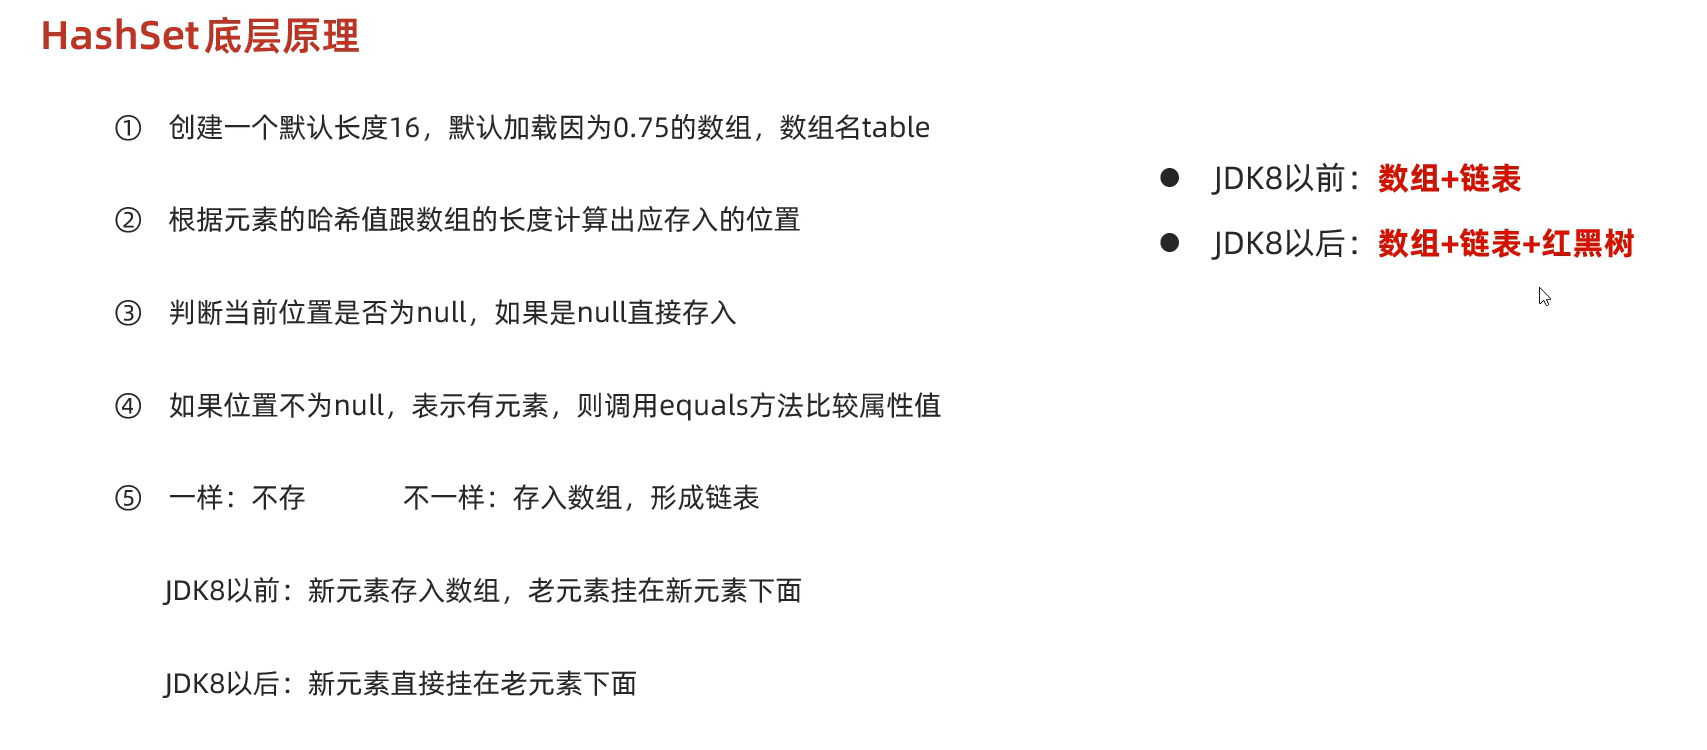 HashSet底层原理
① 创建一个默认长度16，默认加载因为0.75的数组，数组名table
② 根据元素的哈希值跟数组的长度计算出应存入的位置
③ 判断当前位置是否为null，如果是null直接存入
④ 如果位置不为null，表示有元素，则调用equals方法比较属性值
⑤ 一样：不存 不一样：存入数组，形成链表
JDK8以前：新元素存入数组，老元素挂在新元素下面
JDK8以后：新元素直接挂在老元素下面
● JDK8以前：数组+链表
● JDK8以后：数组+链表+红黑树